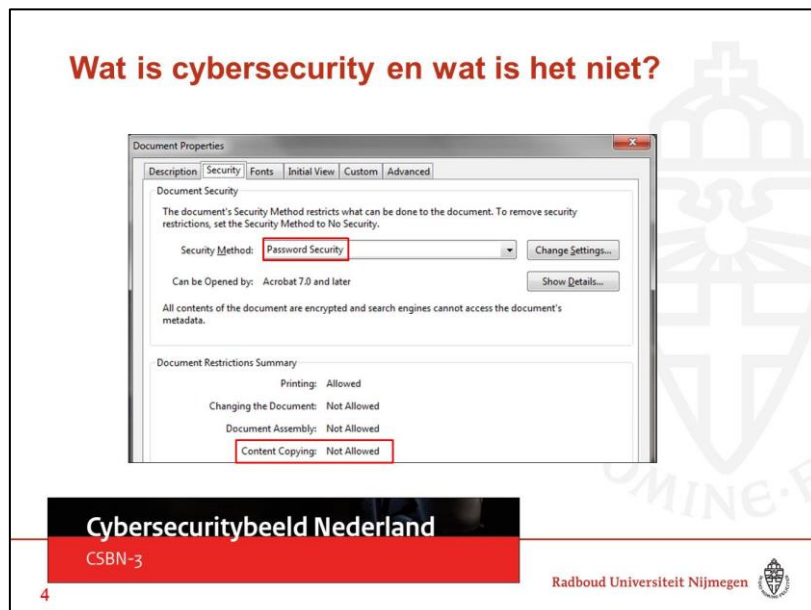 Wat is cybersecurity en wat is het niet?
Document Properties
Description Security Fonts Initial View Custom Advanced
Document Security
The document's Security Method restricts what can be done to the document. To remove security
restrictions, set the Security Method to No Security.
Security Method: Password Security Change Settings...
Can be Opened by: Acrobat 7.0 and later Show Details...
All contents of the document are encrypted and search engines cannot access the document's
metadata.
Document Restrictions Summary
Printing: Allowed
Changing the Document: Not Allowed
Document Assembly: Not Allowed
Content Copying: Not Allowed
Cybersecuritybeeld Nederland
CSBN-3
4
Radboud Universiteit Nijmegen